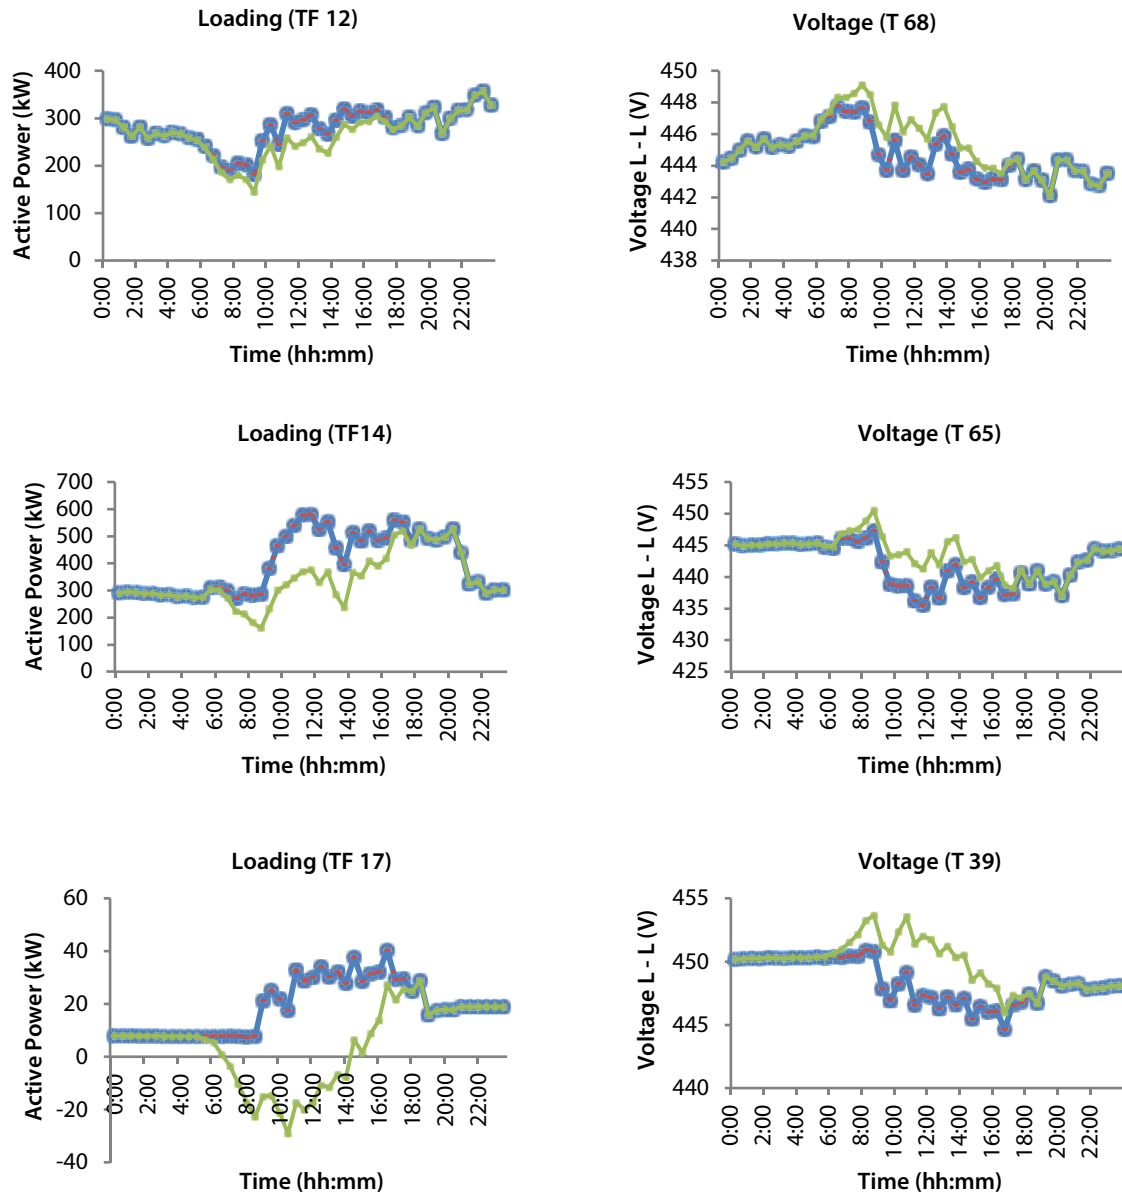 Loading (TF 12)
Active Power (kW)
400
300
200
100
0
0:00 2:00 4:00 6:00 8:00 10:00 12:00 14:00 16:00 18:00 20:00 22:00
Time (hh:mm)
Voltage (T 68)
Voltage L - L (V)
450
448
446
444
442
440
438
0:00 2:00 4:00 6:00 8:00 10:00 12:00 14:00 16:00 18:00 20:00 22:00
Time (hh:mm)
Loading (TF14)
Active Power (kW)
700
600
500
400
300
200
100
0
0:00 2:00 4:00 6:00 8:00 10:00 12:00 14:00 16:00 18:00 20:00 22:00
Time (hh:mm)
Voltage (T 65)
Voltage L - L (V)
455
450
445
440
435
430
425
0:00 2:00 4:00 6:00 8:00 10:00 12:00 14:00 16:00 18:00 20:00 22:00
Time (hh:mm)
Loading (TF 17)
Active Power (kW)
60
40
20
0
-20
-40
0:00 2:00 4:00 6:00 8:00 10:00 12:00 14:00 16:00 18:00 20:00 22:00
Time (hh:mm)
Voltage (T 39)
Voltage L - L (V)
455
450
445
440
0:00 2:00 4:00 6:00 8:00 10:00 12:00 14:00 16:00 18:00 20:00 22:00
Time (hh:mm)